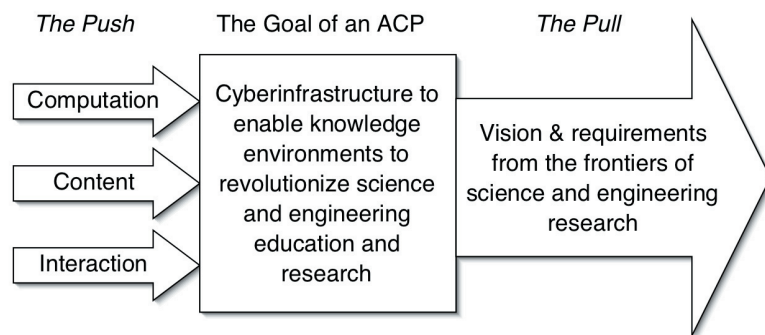 The Push
The Goal of an ACP
The Pull
Computation
Content
Interaction
Cyberinfrastructure to
enable knowledge
environments to
revolutionize science
and engineering
education and
research
Vision & requirements
from the frontiers of
science and engineering
research